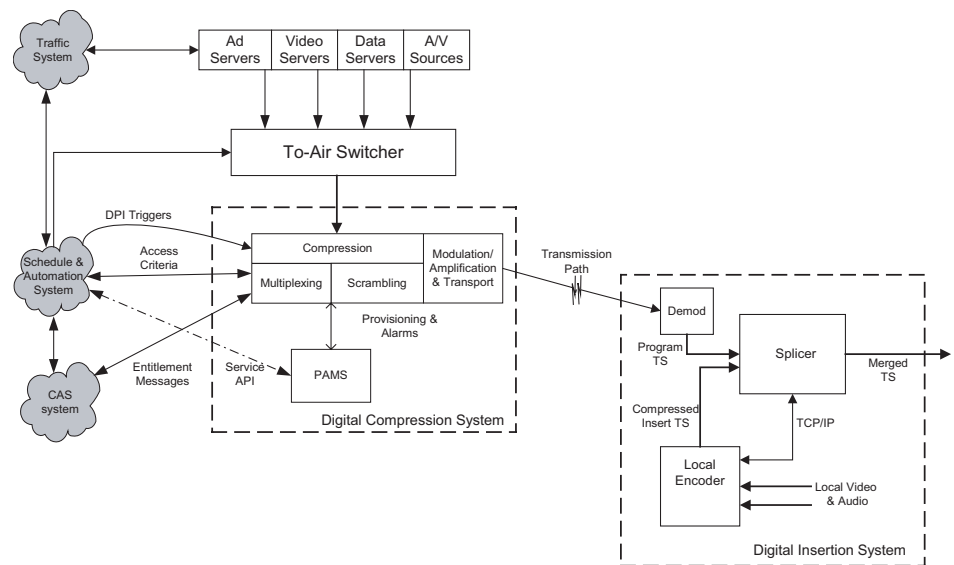 Traffic
System
Ad
Servers
Video
Servers
Data
Servers
A/V
Sources
To-Air Switcher
DPI Triggers
Schedule &
Automation
System
Access
Criteria
Compression
Multiplexing
Scrambling
Modulation/
Amplification
& Transport
Transmission
Path
Provisioning &
Alarms
Entitlement
Messages
Service
API
PAMS
CAS
system
Digital Compression System
Demod
Program
TS
Splicer
Merged
TS
Compressed
Insert TS
TCP/IP
Local
Encoder
Local Video
& Audio
Digital Insertion System